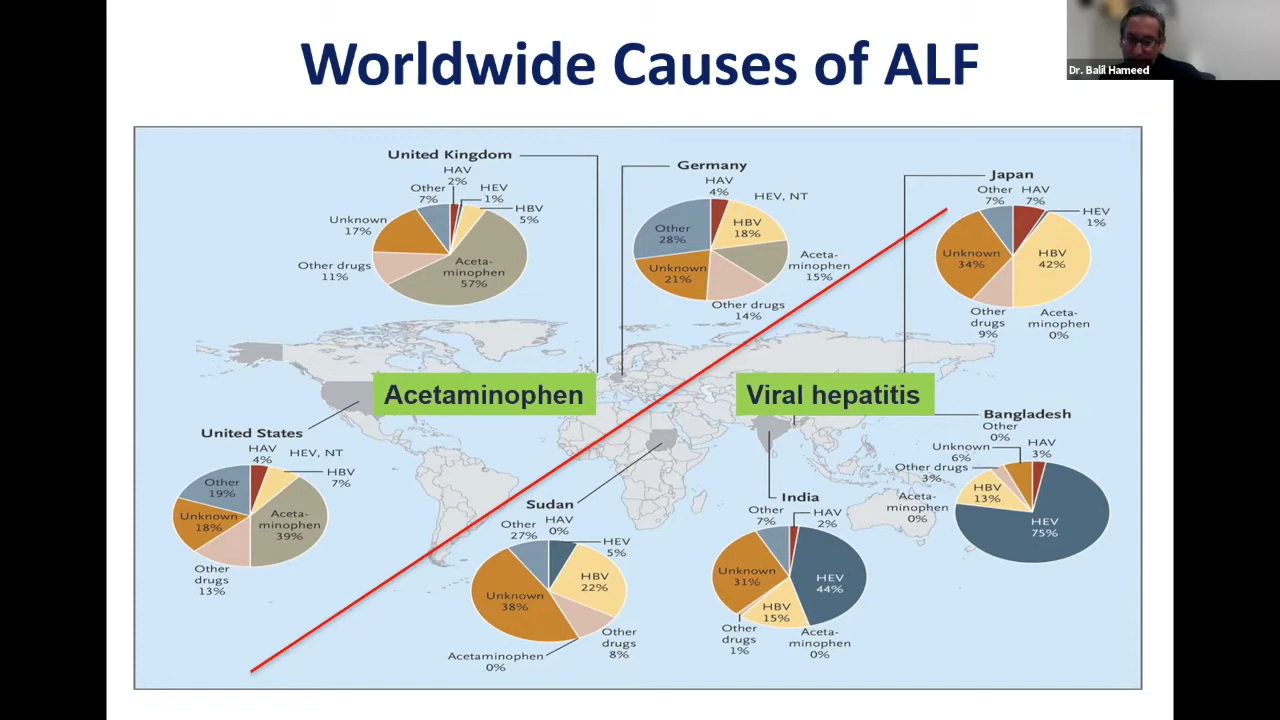 Worldwide Causes of ALF
Dr. Balil Hameed
United Kingdom
HAV
2%
HEV
1%
HBV
5%
Aceta-
minophen
57%
Other drugs
11%
Unknown
17%
Other
7%
Germany
HAV
4%
HEV, NT
HBV
18%
Aceta-
minophen
15%
Other drugs
14%
Unknown
21%
Other
28%
Japan
HAV
7%
HEV
1%
HBV
42%
Aceta-
minophen
0%
Other
drugs
9%
Unknown
34%
Other
7%
Acetaminophen
Viral hepatitis
United States
HAV
4%
HEV, NT
HBV
7%
Aceta-
minophen
39%
Other
drugs
13%
Unknown
18%
Other
19%
Sudan
HAV
0%
HEV
5%
HBV
22%
Other
drugs
8%
Acetaminophen
0%
Unknown
38%
Other
27%
India
HAV
2%
HEV
44%
Aceta-
minophen
0%
HBV
15%
Other
drugs
1%
Unknown
31%
Other
7%
Bangladesh
Other
0%
HAV
3%
HEV
75%
Aceta-
minophen
0%
HBV
13%
Other drugs
3%
Unknown
6%